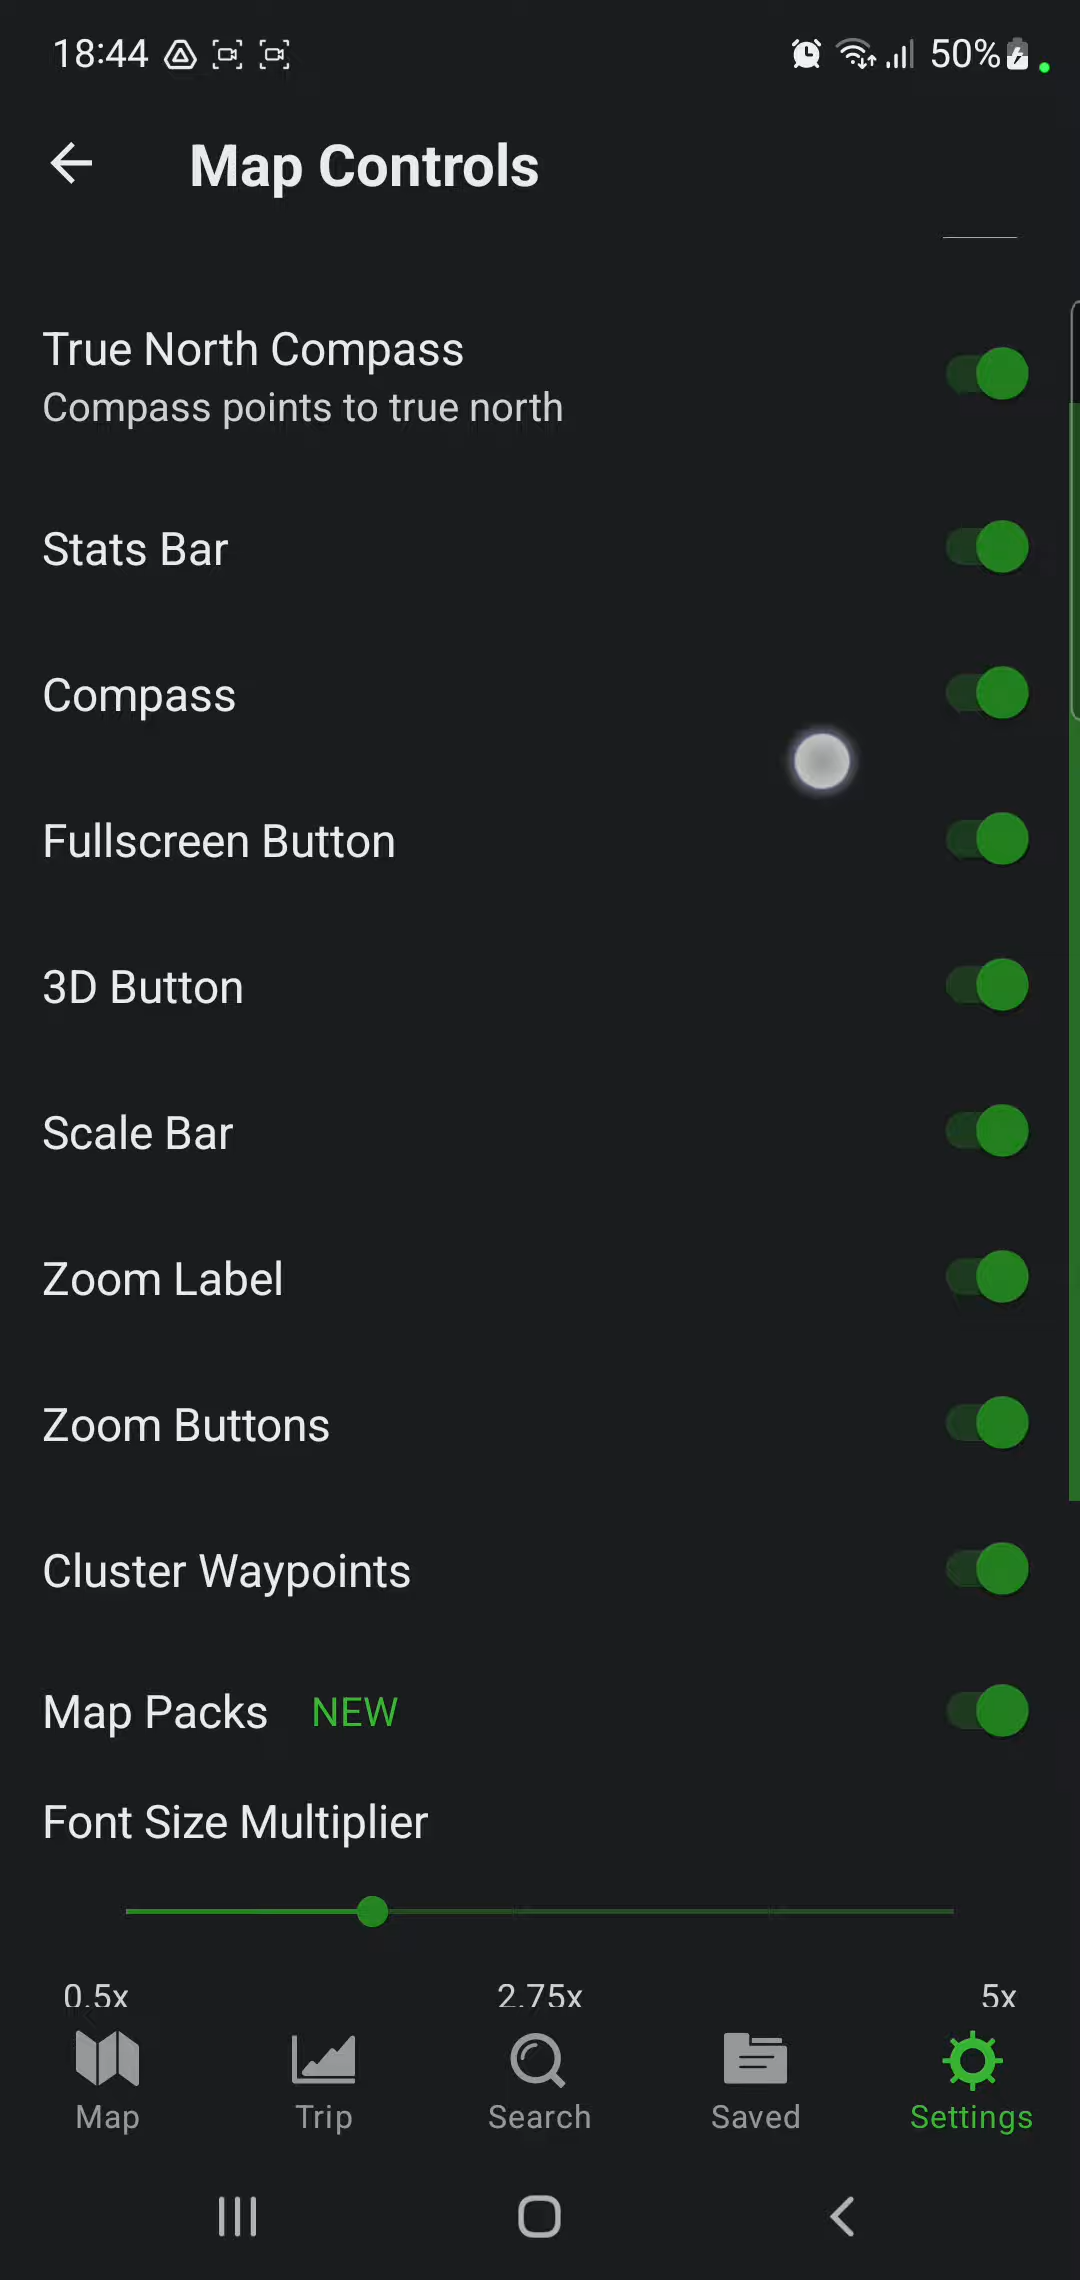 18:44 50%
Map Controls
True North Compass
Compass points to true north
Stats Bar
Compass
Fullscreen Button
3D Button
Scale Bar
Zoom Label
Zoom Buttons
Cluster Waypoints
Map Packs NEW
Font Size Multiplier
0.5x 2.75x 5x
Map Trip Search Saved Settings